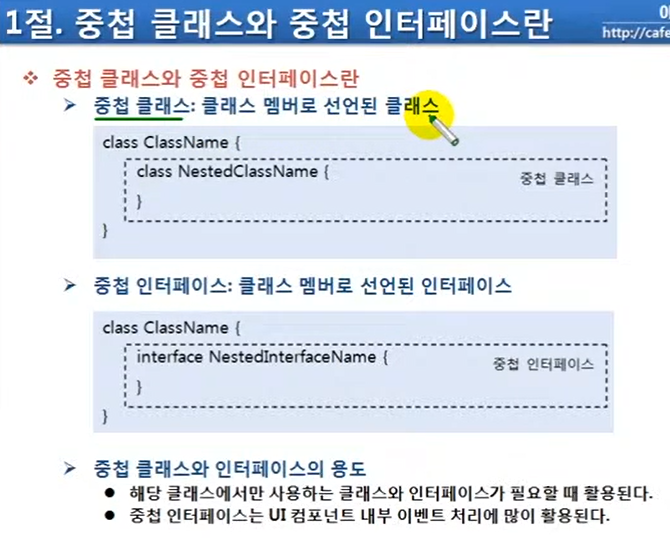 1절. 중첩 클래스와 중첩 인터페이스란
http://cafe
❖ 중첩 클래스와 중첩 인터페이스란
➢ 중첩 클래스: 클래스 멤버로 선언된 클래스
class ClassName {
class NestedClassName {
중첩 클래스
}
}
➢ 중첩 인터페이스: 클래스 멤버로 선언된 인터페이스
class ClassName {
interface NestedInterfaceName {
중첩 인터페이스
}
}
➢ 중첩 클래스와 인터페이스의 용도
● 해당 클래스에서만 사용하는 클래스와 인터페이스가 필요할 때 활용된다.
● 중첩 인터페이스는 UI 컴포넌트 내부 이벤트 처리에 많이 활용된다.